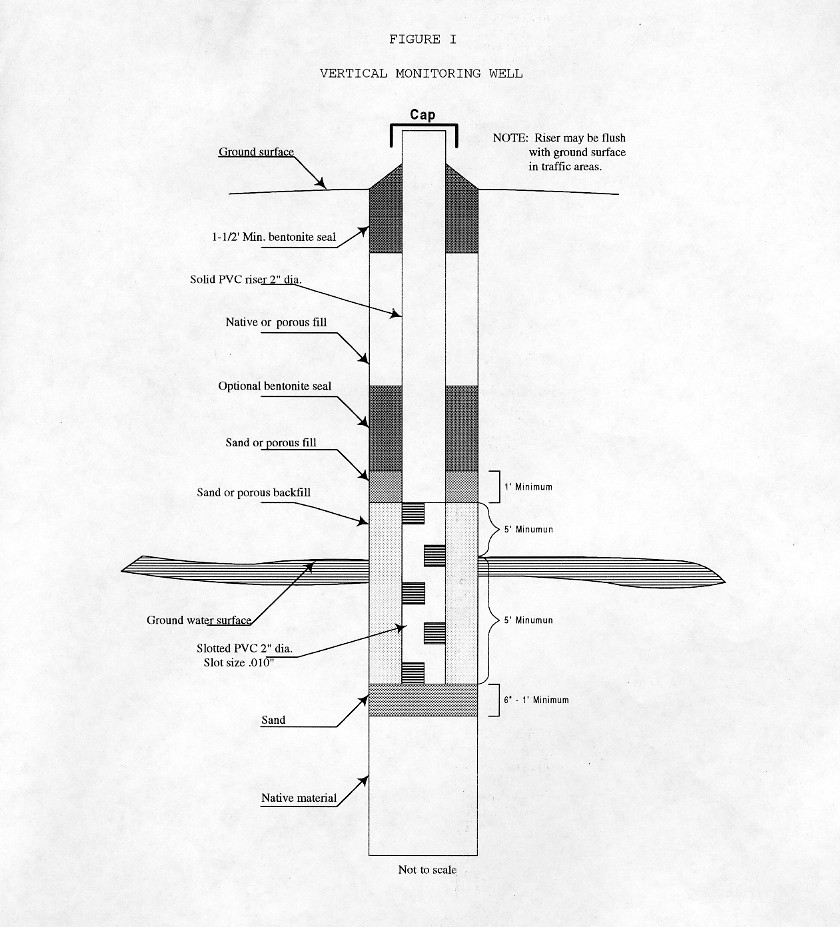 FIGURE I
VERTICAL MONITORING WELL
Cap
NOTE: Riser may be flush
with ground surface
in traffic areas.
Ground surface
1-1/2' Min. bentonite seal
Solid PVC riser 2" dia.
Native or porous fill
Optional bentonite seal
Sand or porous fill
1' Minimum
Sand or porous backfill
5' Minumun
Ground water surface
5' Minumun
Slotted PVC 2" dia.
Slot size .010"
6" - 1' Minimum
Sand
Native material
Not to scale